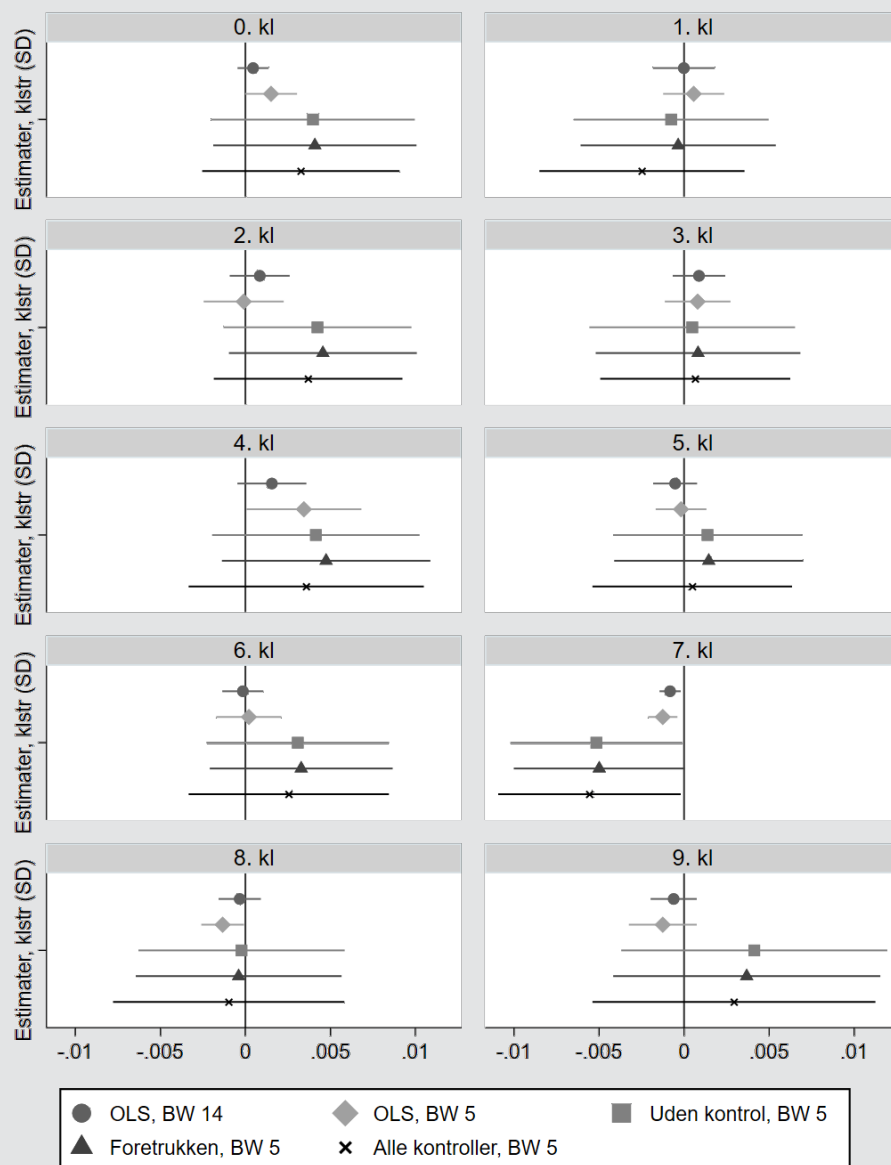 0. kl
1. kl
Estimater, klstr (SD)
2. kl
3. kl
Estimater, klstr (SD)
4. kl
5. kl
Estimater, klstr (SD)
6. kl
7. kl
Estimater, klstr (SD)
8. kl
9. kl
Estimater, klstr (SD)
-.01 -.005 0 .005 .01
-.01 -.005 0 .005 .01
OLS, BW 14
OLS, BW 5
Uden kontrol, BW 5
Foretrukken, BW 5
Alle kontroller, BW 5